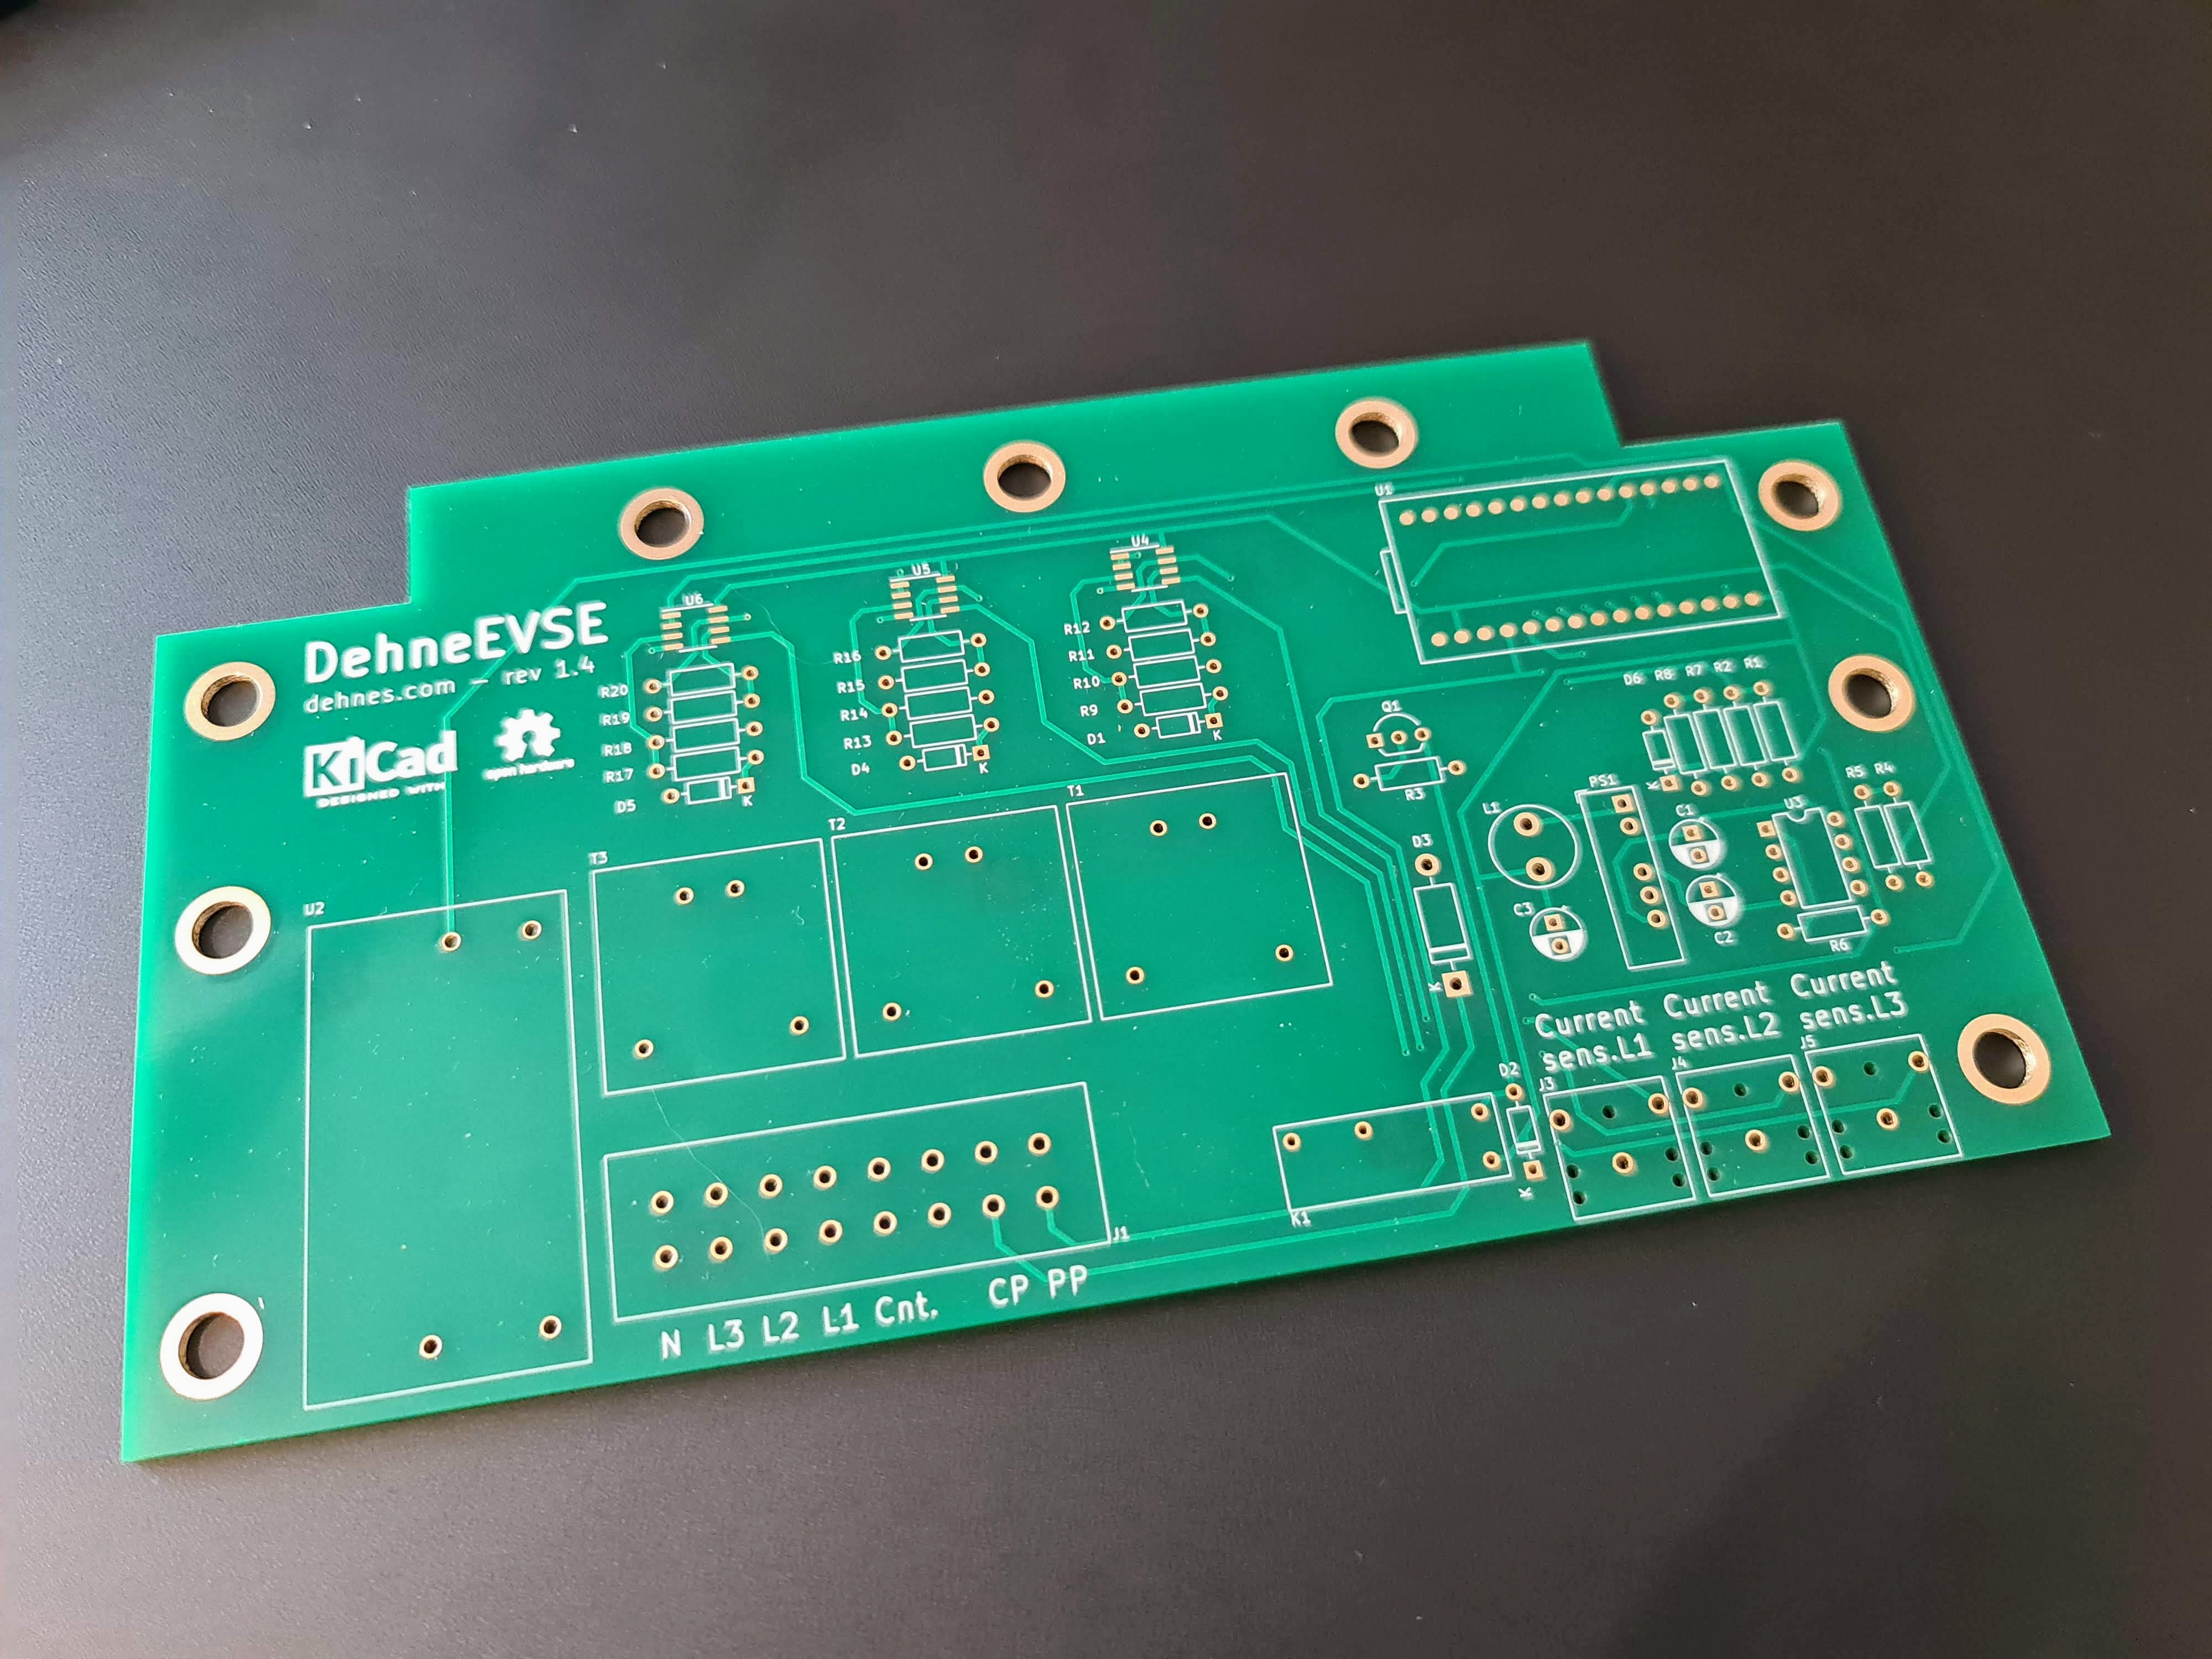 DehneEVSE
dehnes.com — rev 1.4
KiCad
DESIGNED WITH
open hardware
U6
R20
R19
R18
R17
D5
K
U5
R16
R15
R14
R13
D4
K
U4
R12
R11
R10
R9
D1
K
U1
Q1
R3
D6 R8 R7 R2 R1
K
PS1
L1
C1
C2
C3
U3
R5 R4
R6
D3
K
U2
T3
T2
T1
Current
sens.L1
Current
sens.L2
Current
sens.L3
D2
K
J3
J4
J5
K1
J1
N L3 L2 L1 Cnt. CP PP